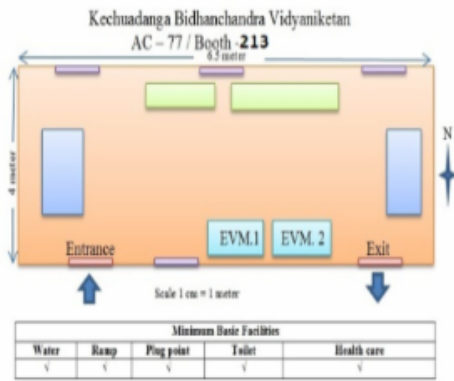 Kechuadanga Bidhanchandra Vidyaniketan
AC – 77 / Booth -213
6.5 meter
4 meter
N
EVM.1
EVM. 2
Entrance
Exit
Scale 1 cm = 1 meter
Minimum Basic Facilities
Water Ramp Plug point Toilet Health care
√ √ √ √ √